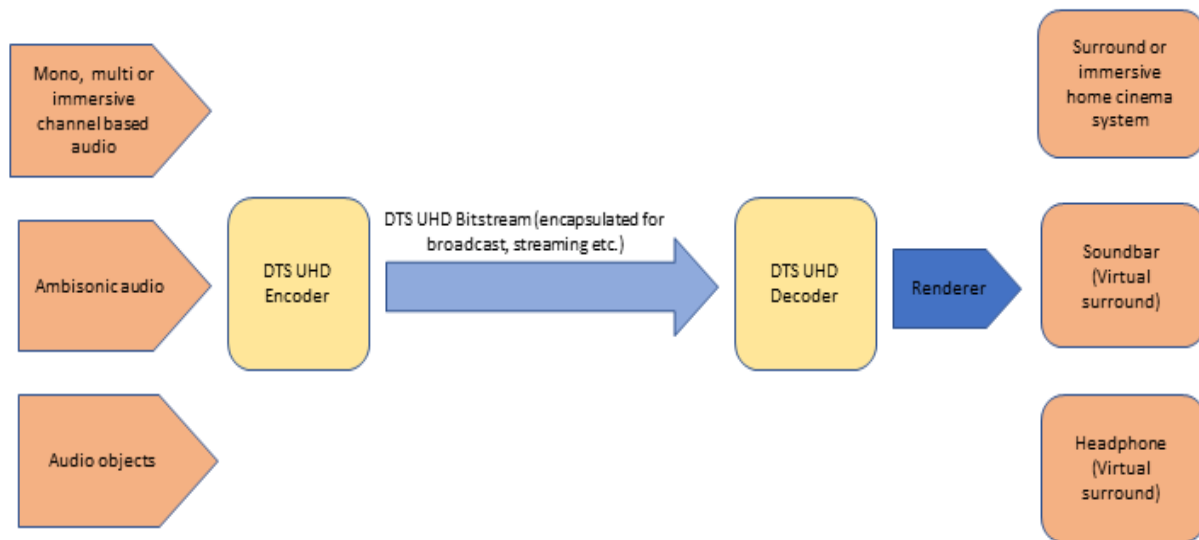 Mono, multi or
immersive
channel based
audio
Surround or
immersive
home cinema
system
DTS UHD Bitstream (encapsulated for
broadcast, streaming etc.)
Ambisonic audio
DTS UHD
Encoder
DTS UHD
Decoder
Renderer
Soundbar
(Virtual
surround)
Audio objects
Headphone
(Virtual
surround)